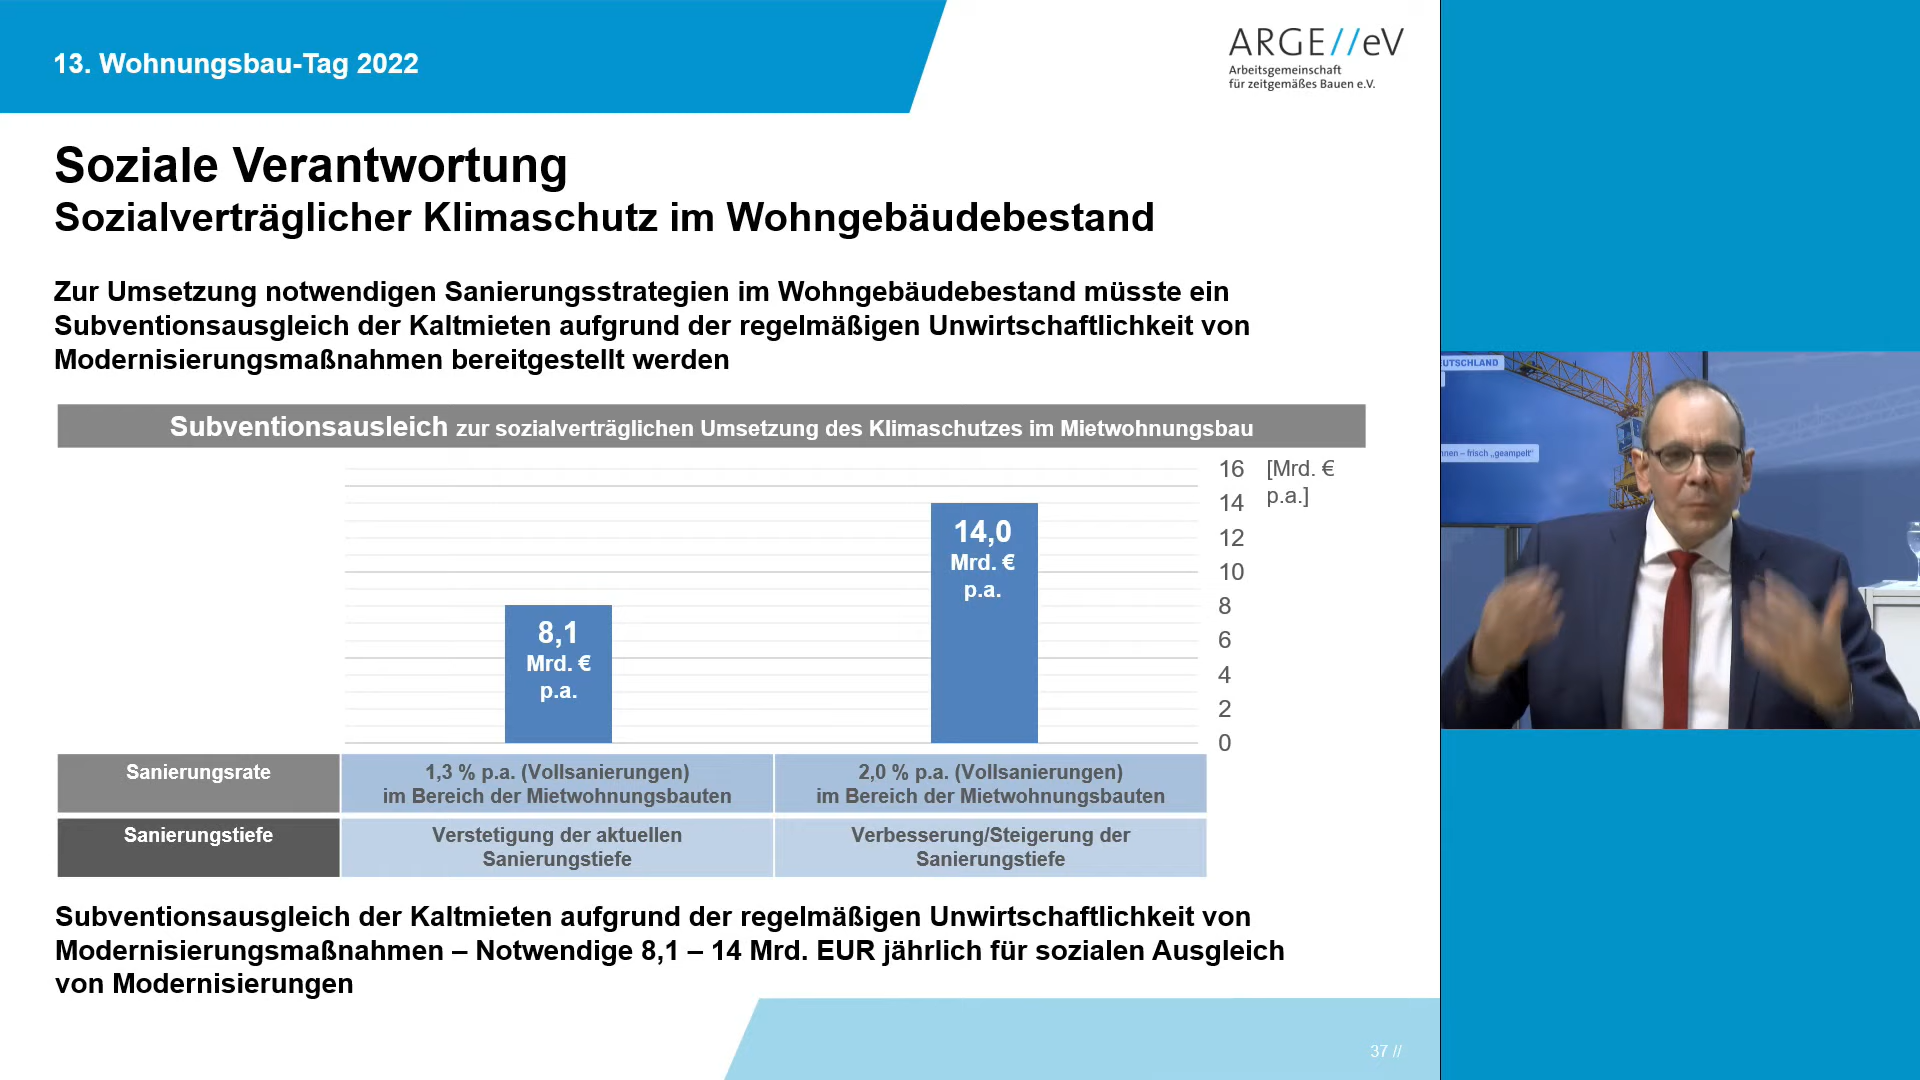 13. Wohnungsbau-Tag 2022
ARGE//eV
Arbeitsgemeinschaft
für zeitgemäßes Bauen e.V.
Soziale Verantwortung
Sozialverträglicher Klimaschutz im Wohngebäudebestand
Zur Umsetzung notwendigen Sanierungsstrategien im Wohngebäudebestand müsste ein
Subventionsausgleich der Kaltmieten aufgrund der regelmäßigen Unwirtschaftlichkeit von
Modernisierungsmaßnahmen bereitgestellt werden
Subventionsausleich zur sozialverträglichen Umsetzung des Klimaschutzes im Mietwohnungsbau
16
14
12
10
8
6
4
2
0
[Mrd. €
p.a.]
8,1
Mrd. €
p.a.
14,0
Mrd. €
p.a.
Sanierungsrate
1,3 % p.a. (Vollsanierungen)
im Bereich der Mietwohnungsbauten
2,0 % p.a. (Vollsanierungen)
im Bereich der Mietwohnungsbauten
Sanierungstiefe
Verstetigung der aktuellen
Sanierungstiefe
Verbesserung/Steigerung der
Sanierungstiefe
Subventionsausgleich der Kaltmieten aufgrund der regelmäßigen Unwirtschaftlichkeit von
Modernisierungsmaßnahmen – Notwendige 8,1 – 14 Mrd. EUR jährlich für sozialen Ausgleich
von Modernisierungen
37 //
UTSCHLAND
nen – frisch „geampelt"